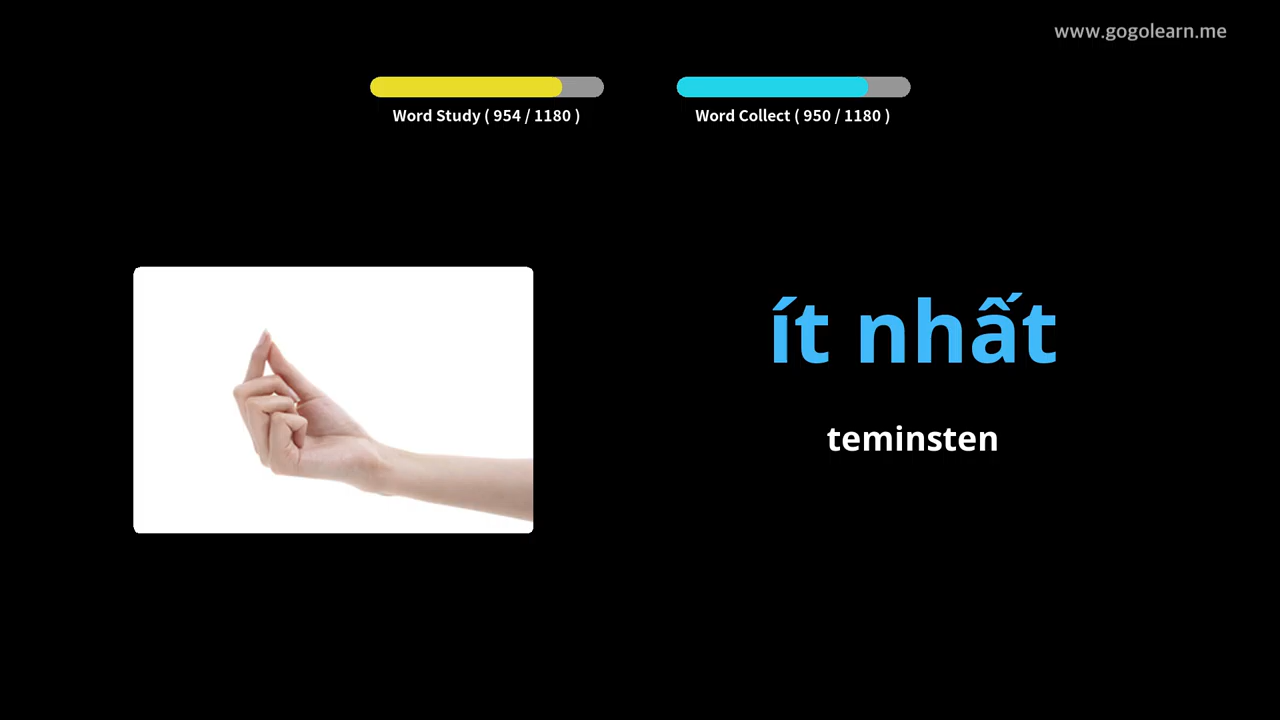 www.gogolearn.me
Word Study ( 954 / 1180 )
Word Collect ( 950 / 1180 )
ít nhất
teminsten